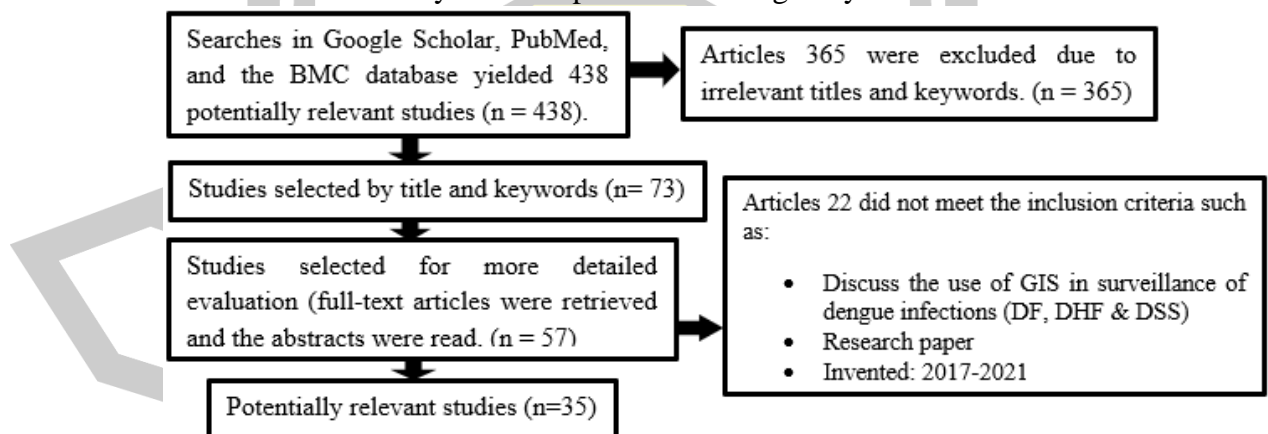 Searches in Google Scholar, PubMed,
and the BMC database yielded 438
potentially relevant studies (n = 438).
Articles 365 were excluded due to
irrelevant titles and keywords. (n = 365)
Studies selected by title and keywords (n= 73)
Studies selected for more detailed
evaluation (full-text articles were retrieved
and the abstracts were read. (n = 57)
Articles 22 did not meet the inclusion criteria such
as:
• Discuss the use of GIS in surveillance of
dengue infections (DF, DHF & DSS)
• Research paper
• Invented: 2017-2021
Potentially relevant studies (n=35)